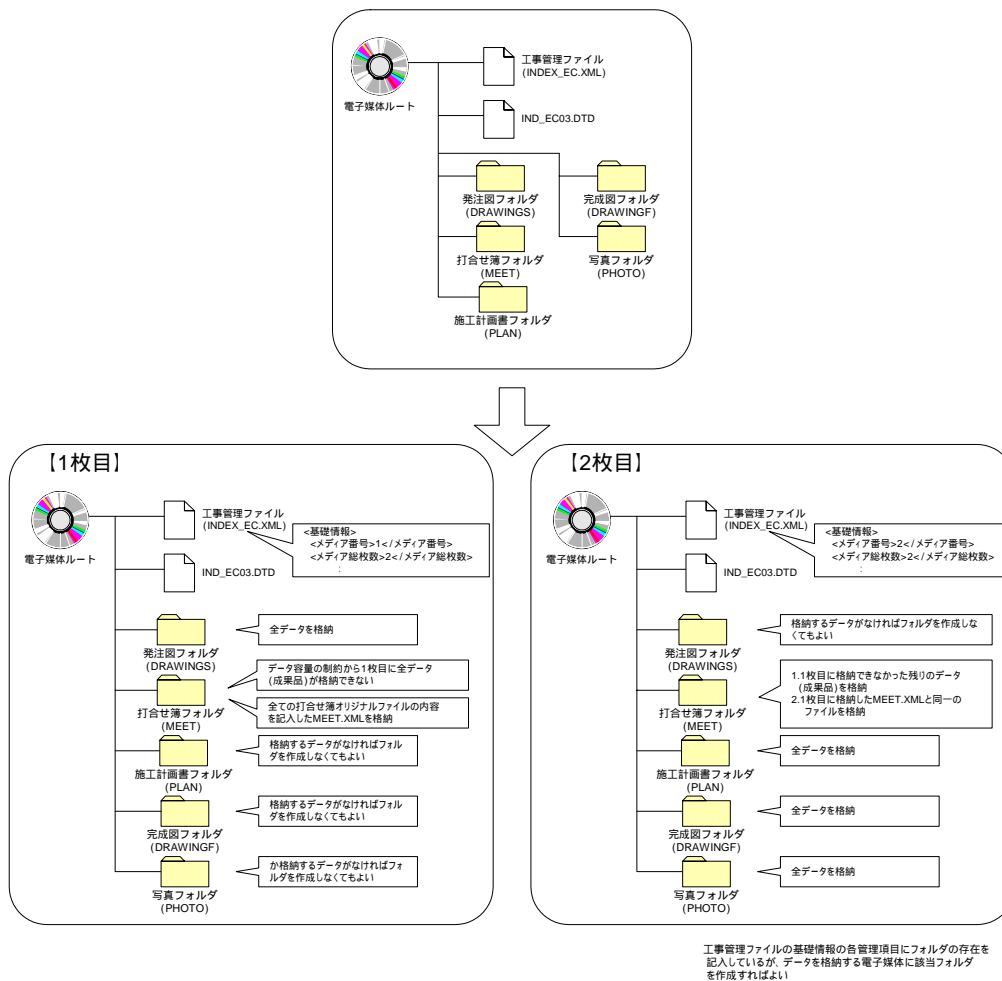 工事管理ファイル
(INDEX_EC.XML)
電子媒体ルート
IND_EC03.DTD
発注図フォルダ
(DRAWINGS)
完成図フォルダ
(DRAWINGF)
打合せ簿フォルダ
(MEET)
写真フォルダ
(PHOTO)
施工計画書フォルダ
(PLAN)
【1枚目】
工事管理ファイル
(INDEX_EC.XML)
電子媒体ルート
<基礎情報>
<メディア番号>1</メディア番号>
<メディア総枚数>2</メディア総枚数>
:
IND_EC03.DTD
発注図フォルダ
(DRAWINGS)
全データを格納
打合せ簿フォルダ
(MEET)
データ容量の制約から1枚目に全データ
(成果品)が格納できない
全ての打合せ簿オリジナルファイルの内容
を記入したMEET.XMLを格納
施工計画書フォルダ
(PLAN)
格納するデータがなければフォル
ダを作成しなくてもよい
完成図フォルダ
(DRAWINGF)
格納するデータがなければフォル
ダを作成しなくてもよい
写真フォルダ
(PHOTO)
か格納するデータがなければフォ
ルダを作成しなくてもよい
【2枚目】
工事管理ファイル
(INDEX_EC.XML)
電子媒体ルート
<基礎情報>
<メディア番号>2</メディア番号>
<メディア総枚数>2</メディア総枚数>
:
IND_EC03.DTD
発注図フォルダ
(DRAWINGS)
格納するデータがなければフォルダを作成しな
くてもよい
打合せ簿フォルダ
(MEET)
1.1枚目に格納できなかった残りのデータ
(成果品)を格納
2.1枚目に格納したMEET.XMLと同一の
ファイルを格納
施工計画書フォルダ
(PLAN)
全データを格納
完成図フォルダ
(DRAWINGF)
全データを格納
写真フォルダ
(PHOTO)
全データを格納
工事管理ファイルの基礎情報の各管理項目にフォルダの存在を
記入しているが、データを格納する電子媒体に該当フォルダ
を作成すればよい